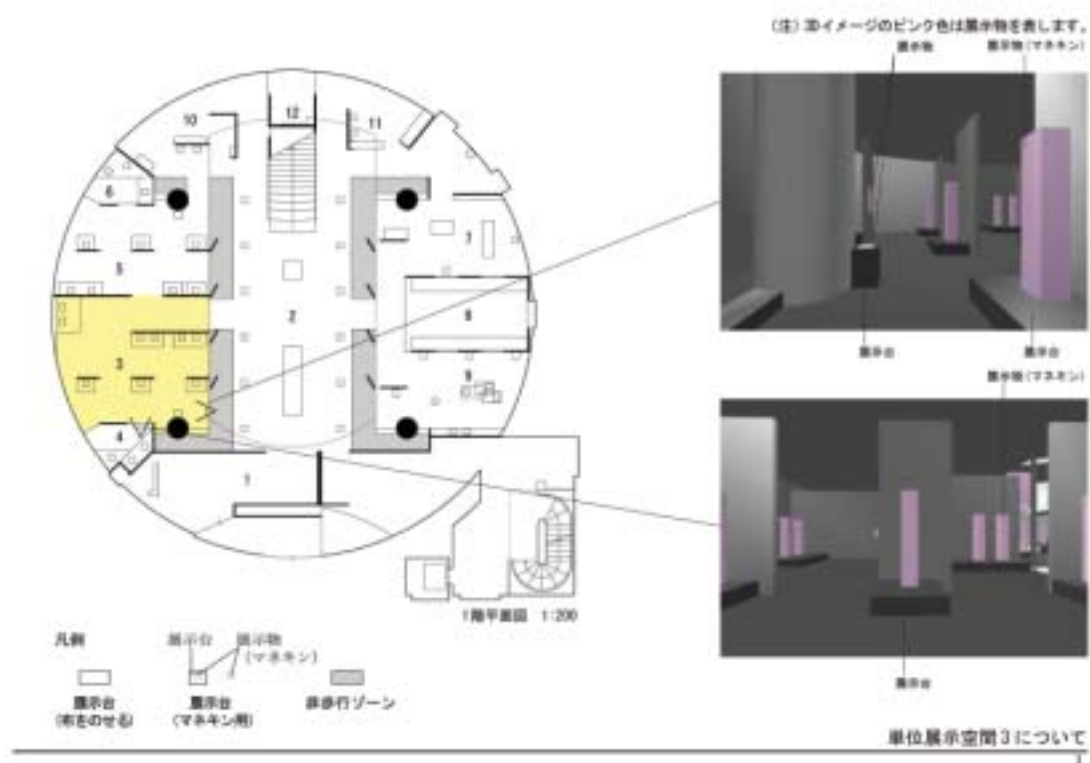 (注) 3Dイメージのピンク色は展示物を表します。
展示物 展示物(マネキン)
12
10
11
6
7
5
2
8
3
9
4
1
展示台 展示台
展示物(マネキン)
1階平面図 1:200
凡例
展示台 展示物
(マネキン)
展示台
(布をのせる)
展示台
(マネキン用)
非歩行ゾーン
展示台
単位展示空間3について